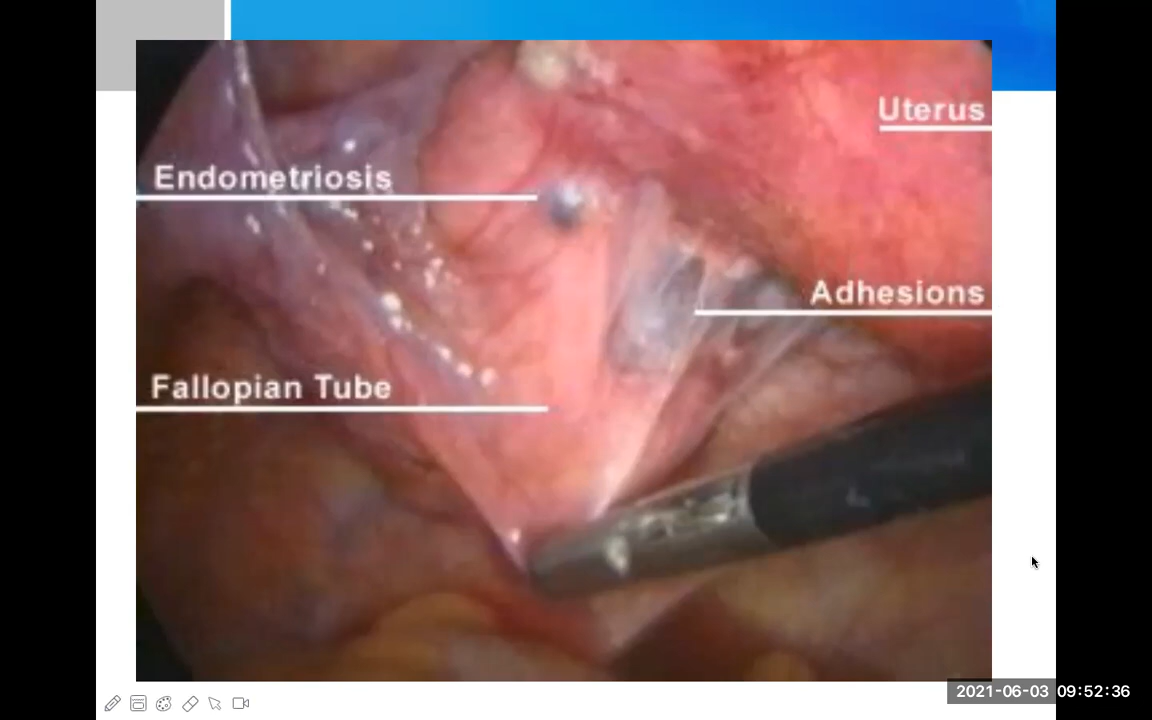 Uterus
Endometriosis
Adhesions
Fallopian Tube
2021-06-03 09:52:36